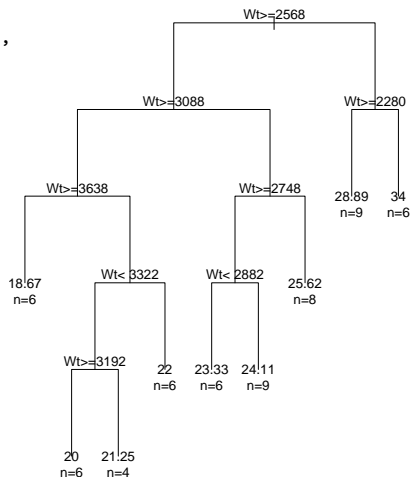 Wt>=2568
,
Wt>=3088 Wt>=2280
Wt>=3638 Wt>=2748 28.89 34
n=9 n=6
18.67 Wt< 3322 Wt< 2882 25.62
n=6 n=8
Wt>=3192 22 23.33 24.11
n=6 n=6 n=9
20 21.25
n=6 n=4